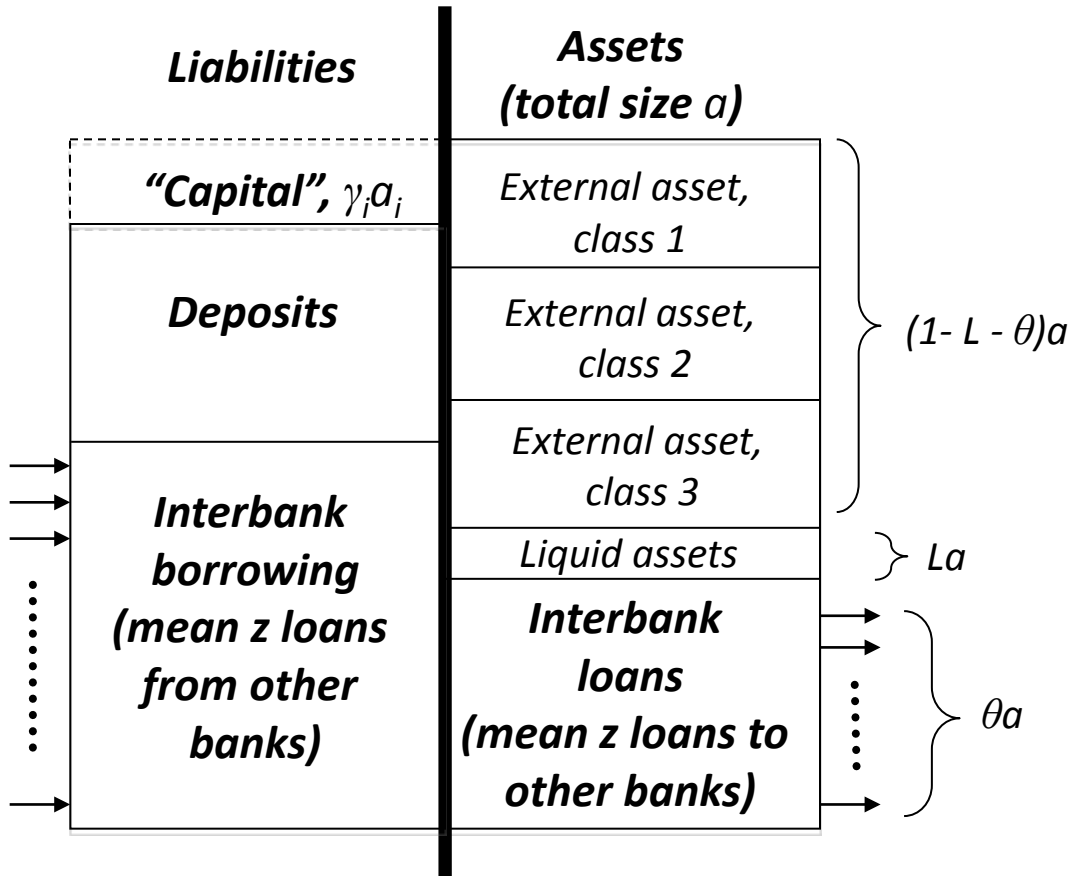 Liabilities
Assets
(total size a)
“Capital”, γᵢaᵢ
Deposits
Interbank
borrowing
(mean z loans
from other
banks)
External asset,
class 1
External asset,
class 2
External asset,
class 3
Liquid assets
Interbank
loans
(mean z loans to
other banks)
(1- L - θ)a
La
θa